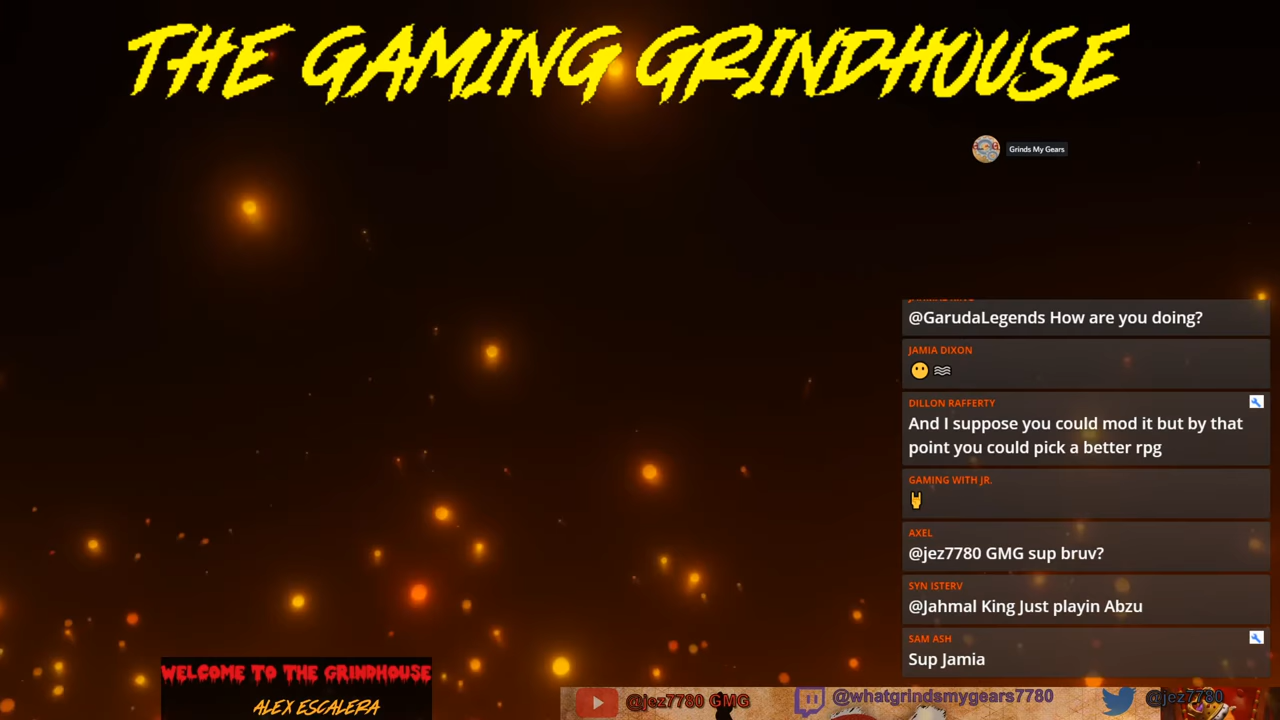 THE GAMING GRINDHOUSE
Grinds My Gears
@GarudaLegends How are you doing?
JAMIA DIXON
DILLON RAFFERTY
And I suppose you could mod it but by that
point you could pick a better rpg
GAMING WITH JR.
AXEL
@jez7780 GMG sup bruv?
SYN ISTERV
@Jahmal King Just playin Abzu
SAM ASH
Sup Jamia
WELCOME TO THE GRINDHOUSE
ALEX ESCALERA
@jez7780 GMG
@whatgrindsmygears7780
@jez7780